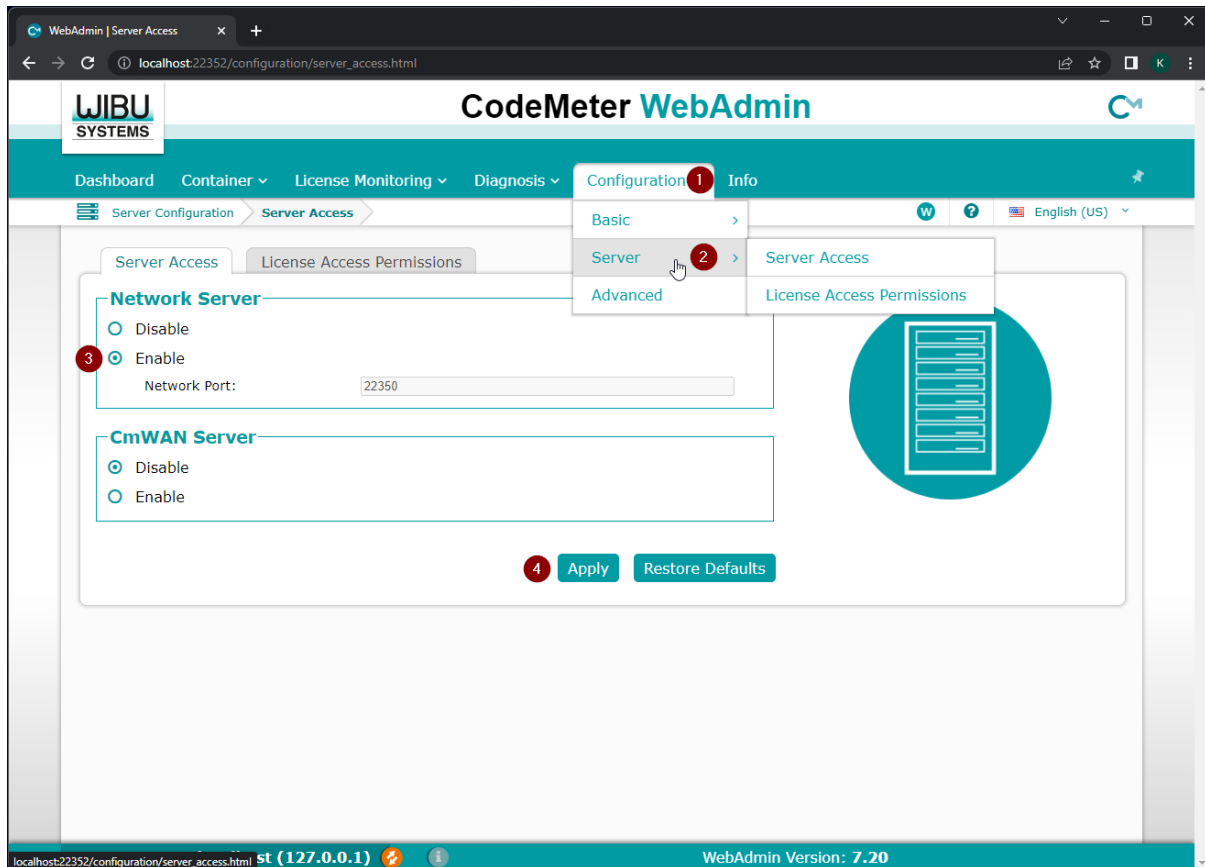 WebAdmin | Server Access
localhost:22352/configuration/server_access.html
K
WIBU
SYSTEMS
CodeMeter WebAdmin
Dashboard Container License Monitoring Diagnosis Configuration 1 Info
Server Configuration Server Access
W ? English (US)
Basic
Server 2
Advanced
Server Access
License Access Permissions
Server Access License Access Permissions
Network Server
Disable
3 Enable
Network Port: 22350
CmWAN Server
Disable
Enable
4 Apply Restore Defaults
localhost:22352/configuration/server_access.html
st (127.0.0.1)
WebAdmin Version: 7.20